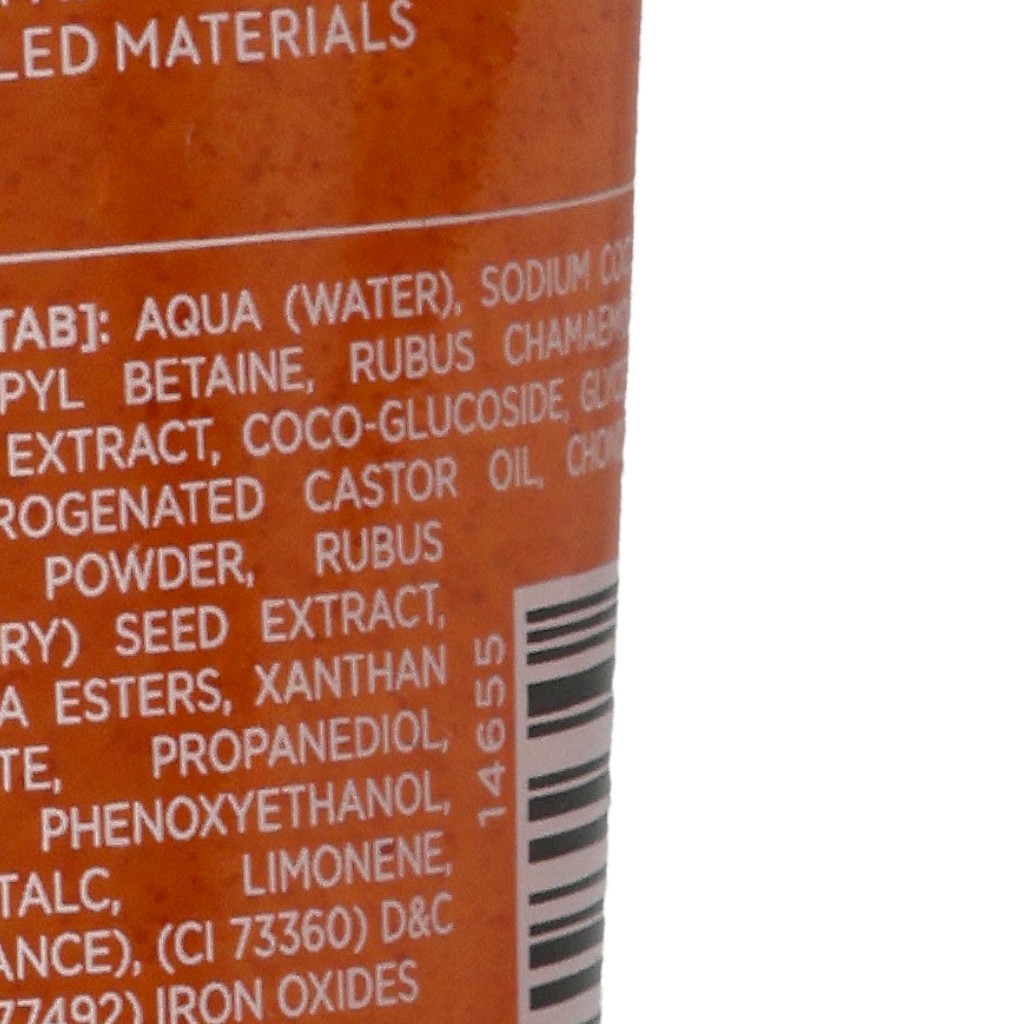 LED MATERIALS
TAB]: AQUA (WATER), SODIUM
PYL BETAINE, RUBUS
EXTRACT, COCO-GLUCOSIDE,
ROGENATED CASTOR OIL,
POWDER, RUBUS
RY) SEED EXTRACT,
A ESTERS, XANTHAN
TE, PROPANEDIOL,
PHENOXYETHANOL,
TALC, LIMONENE,
ANCE), (CI 73360) D&C
77492) IRON OXIDES
14655